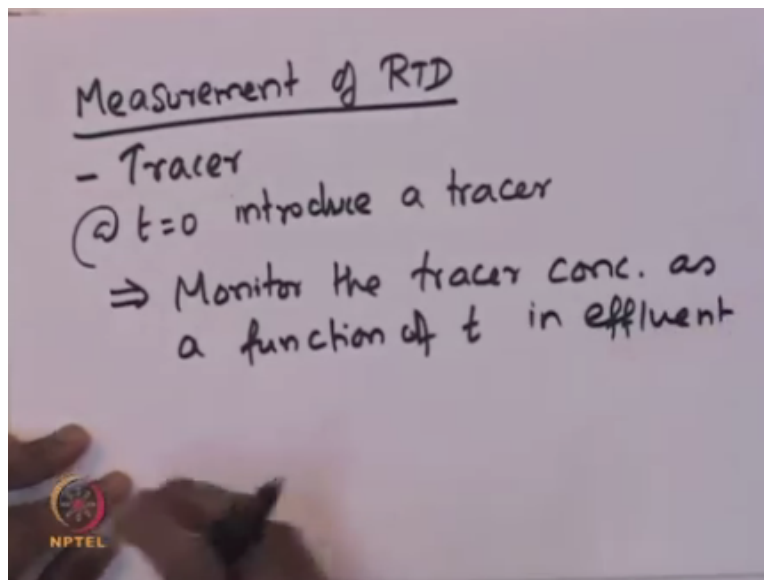 Measurement of RTD
- Tracer
@ t=0 introduce a tracer
⇒ Monitor the tracer conc. as
a function of t in effluent
NPTEL